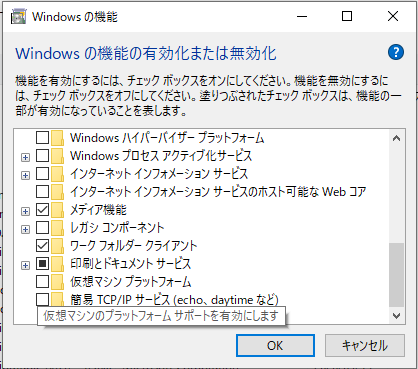 Windows の機能
Windows の機能の有効化または無効化
機能を有効にするには、チェック ボックスをオンにしてください。機能を無効にするに
は、チェック ボックスをオフにしてください。塗りつぶされたチェック ボックスは、機能の一
部が有効になっていることを表します。
Windows ハイパーバイザー プラットフォーム
Windows プロセス アクティブ化サービス
インターネット インフォメーション サービス
インターネット インフォメーション サービスのホスト可能な Web コア
メディア機能
レガシ コンポーネント
ワーク フォルダー クライアント
印刷とドキュメント サービス
仮想マシン プラットフォーム
簡易 TCP/IP サービス (echo、daytime など)
仮想マシンのプラットフォーム サポートを有効にします
OK
キャンセル